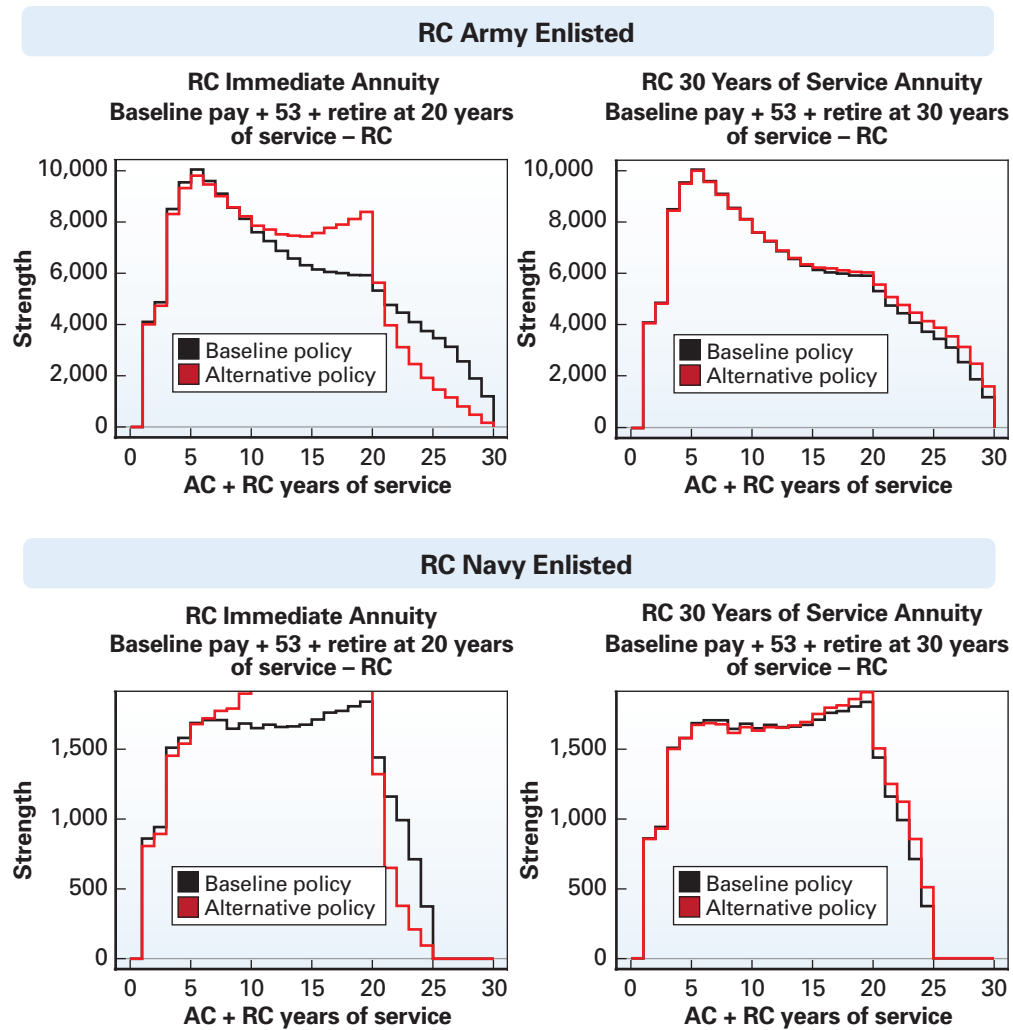 RC Army Enlisted
RC Immediate Annuity
Baseline pay + 53 + retire at 20 years
of service – RC
10,000
8,000
6,000
4,000
2,000
0
Strength
Baseline policy
Alternative policy
0 5 10 15 20 25 30
AC + RC years of service
RC 30 Years of Service Annuity
Baseline pay + 53 + retire at 30 years
of service – RC
10,000
8,000
6,000
4,000
2,000
0
Strength
Baseline policy
Alternative policy
0 5 10 15 20 25 30
AC + RC years of service
RC Navy Enlisted
RC Immediate Annuity
Baseline pay + 53 + retire at 20 years
of service – RC
1,500
1,000
500
0
Strength
Baseline policy
Alternative policy
0 5 10 15 20 25 30
AC + RC years of service
RC 30 Years of Service Annuity
Baseline pay + 53 + retire at 30 years
of service – RC
1,500
1,000
500
0
Strength
Baseline policy
Alternative policy
0 5 10 15 20 25 30
AC + RC years of service